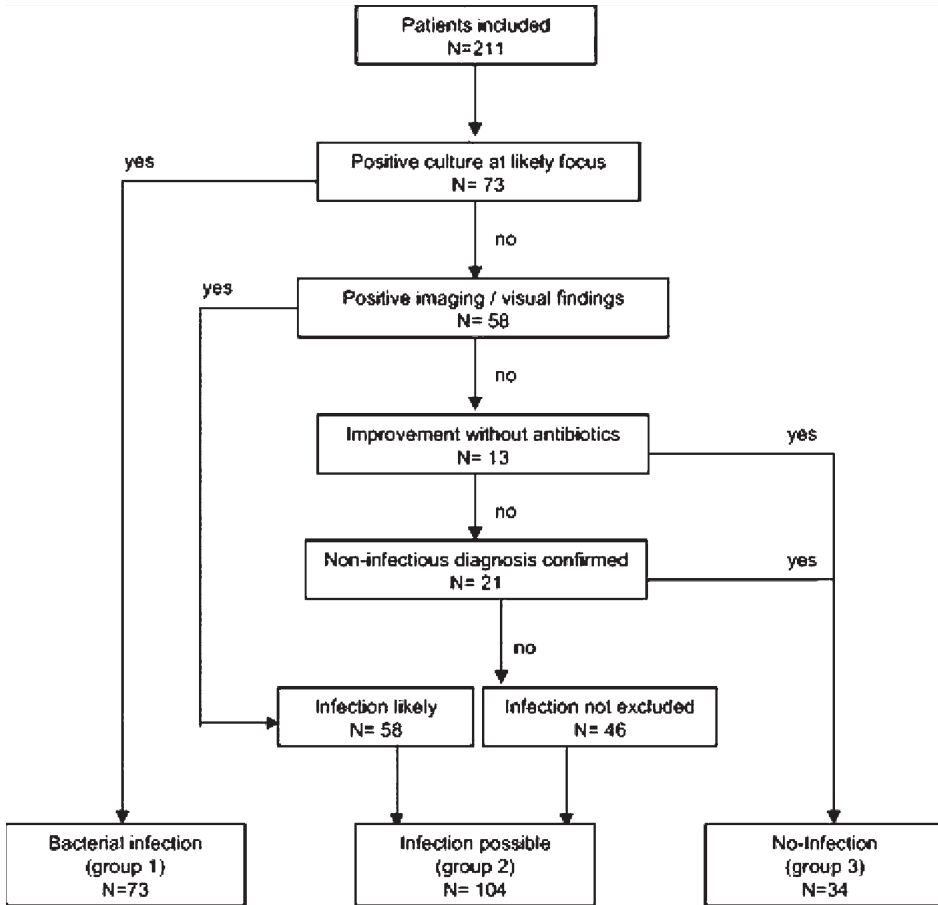 Patients included
N=211
yes
Positive culture at likely focus
N= 73
no
yes
Positive imaging / visual findings
N= 58
no
Improvement without antibiotics
N= 13
yes
no
Non-infectious diagnosis confirmed
N= 21
yes
no
Infection likely
N= 58
Infection not excluded
N= 46
Bacterial infection
(group 1)
N=73
Infection possible
(group 2)
N= 104
No-Infection
(group 3)
N=34